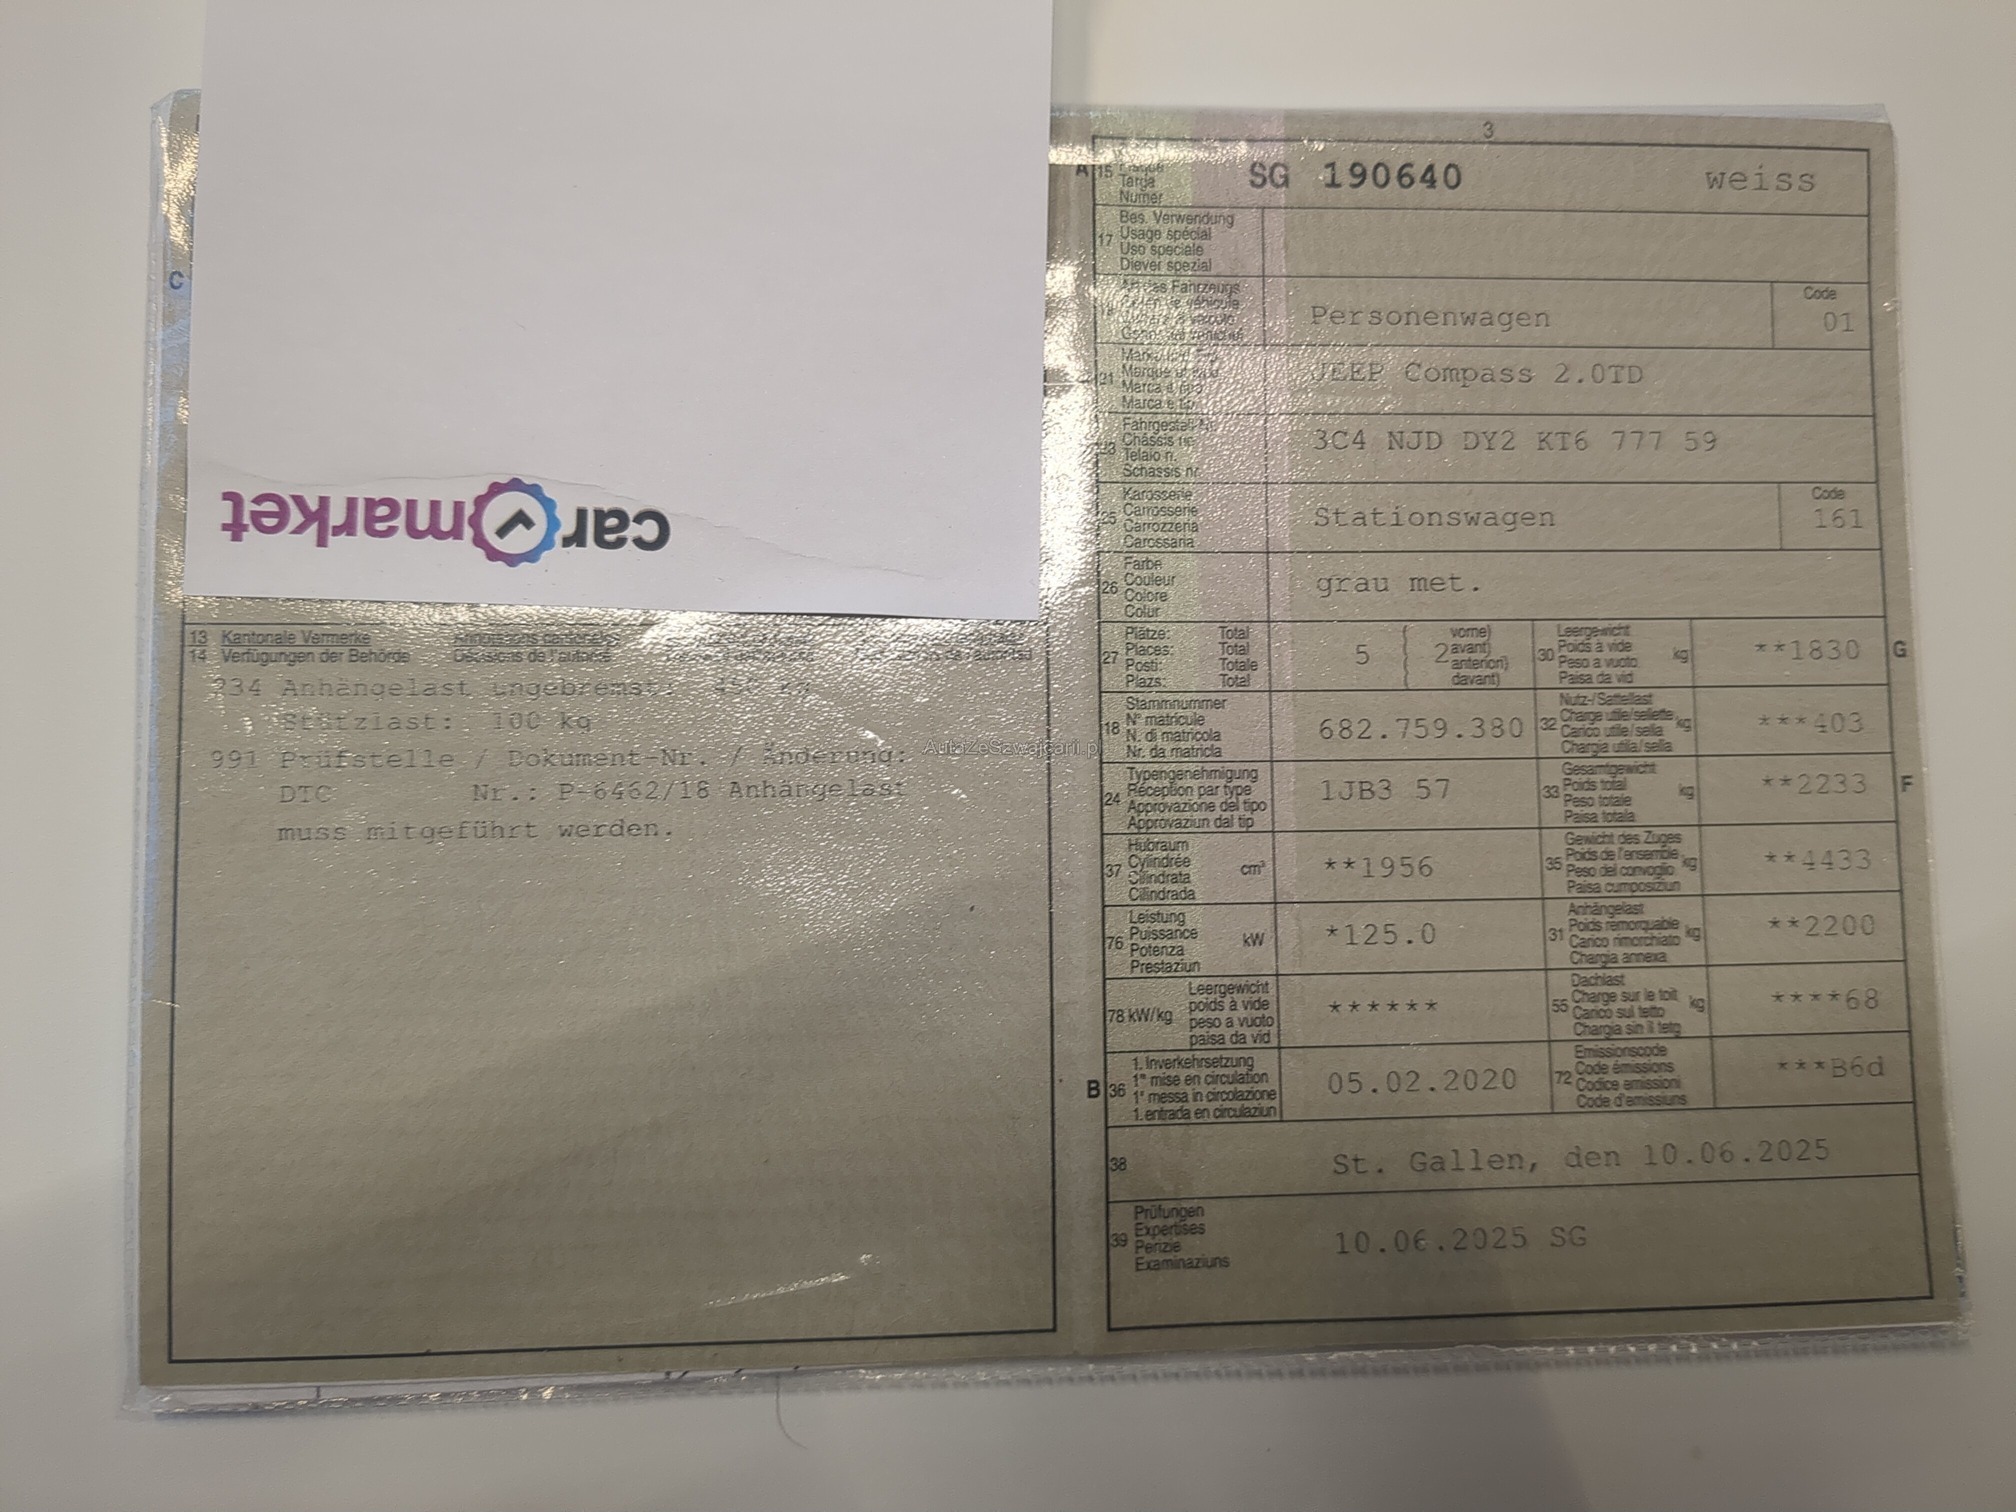 car market
C
13 Kantonale Vermerke
14 Verfügungen der Behörde Décisions de l'autorité
234 Anhängelast ungebremst: kg
Stützlast: 100 kg
991 Prüfstelle / Dokument-Nr. / Änderung:
DTC Nr.: P-6462/18 Anhängelast
muss mitgeführt werden.
AutaZeSzwajcarii.pl
3
A 15 Targa SG 190640 weiss
Numer
17 Bes. Verwendung
Usage spécial
Uso speciale
Diever spezial
Art des Fahrzeugs Code
Personenwagen 01
21 JEEP Compass 2.0TD
Marca e tip
23 Fahrgestell-Nr.
Châssis no 3C4 NJD DY2 KT6 777 59
Telaio n.
Schassis nr.
25 Karosserie Code
Carrosserie Stationswagen 161
Carrozzeria
Carossaria
26 Farbe
Couleur grau met.
Colore
Colur
27 Plätze: Total 5 ( 2 vorne)
Places: Total avant)
Posti: Totale anteriori)
Plazs: Total davant)
30 Leergewicht
Poids à vide kg **1830 G
Peso a vuoto
Paisa da vid
18 Stammnummer
N° matricule 682.759.380
N. di matricola
Nr. da matricla
32 Nutz-/Sattellast
Charge utile/sellette kg ***403
Carico utile/sella
Chargia utila/sella
24 Typengenehmigung
Réception par type 1JB3 57
Approvazione del tipo
Approvaziun dal tip
33 Gesamtgewicht
Poids total kg **2233 F
Peso totale
Paisa totala
37 Hubraum
Cylindrée cm³ **1956
Cilindrata
Cilindrada
35 Gewicht des Zuges
Poids de l'ensemble kg **4433
Peso del convoglio
Paisa cumposiziun
76 Leistung
Puissance kW *125.0
Potenza
Prestaziun
31 Anhängelast
Poids remorquable kg **2200
Carico rimorchiato
Chargia annexa
78 kW/kg Leergewicht
poids à vide ******
peso a vuoto
paisa da vid
55 Dachlast
Charge sur le toit kg ****68
Carico sul tetto
Chargia sin il tetg
B 36 1. Inverkehrsetzung
1re mise en circulation 05.02.2020
1a messa in circolazione
1. entrada en circulaziun
72 Emissionscode
Code émissions ***B6d
Codice emissioni
Code d'emissiuns
38 St. Gallen, den 10.06.2025
39 Prüfungen
Expertises 10.06.2025 SG
Perizie
Examinaziuns